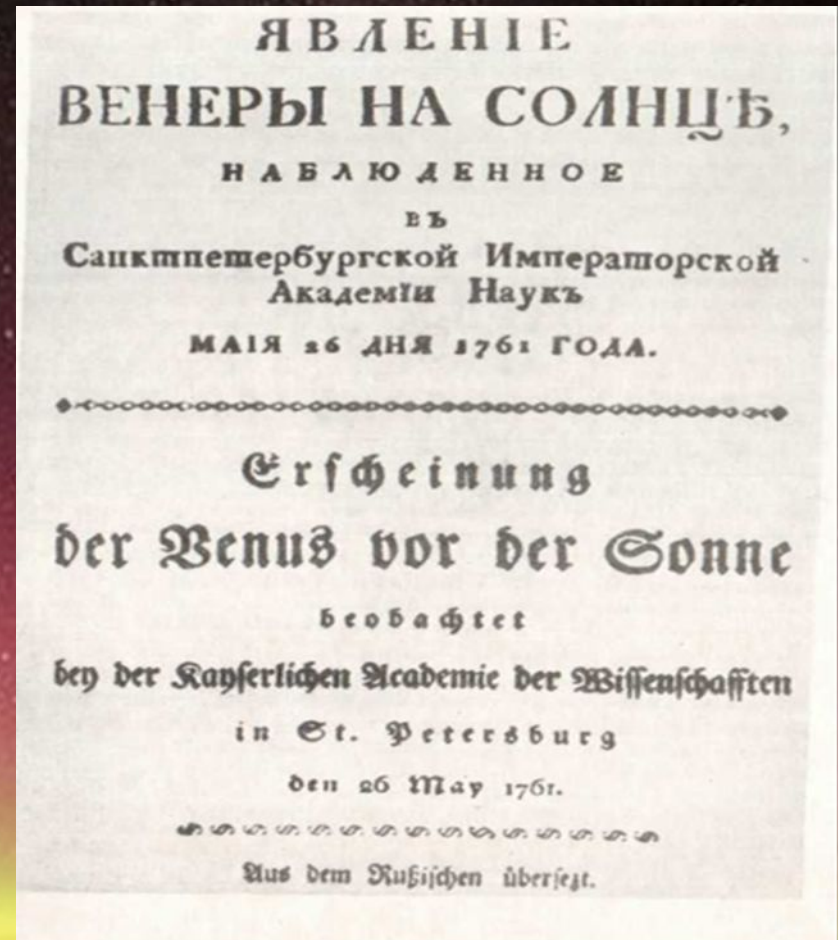 ЯВЛЕНІЕ
ВЕНЕРЫ НА СОЛНЦѢ,
НАБЛЮДЕННОЕ
ВЪ
Санктпетербургской Императорской
Академїи Наукъ
МАІЯ 26 ДНЯ 1761 ГОДА.
Erscheinung
der Venus vor der Sonne
beobachtet
bey der Kayserlichen Academie der Wissenschafften
in St. Petersburg
den 26 May 1761.
Aus dem Rußischen übersezt.